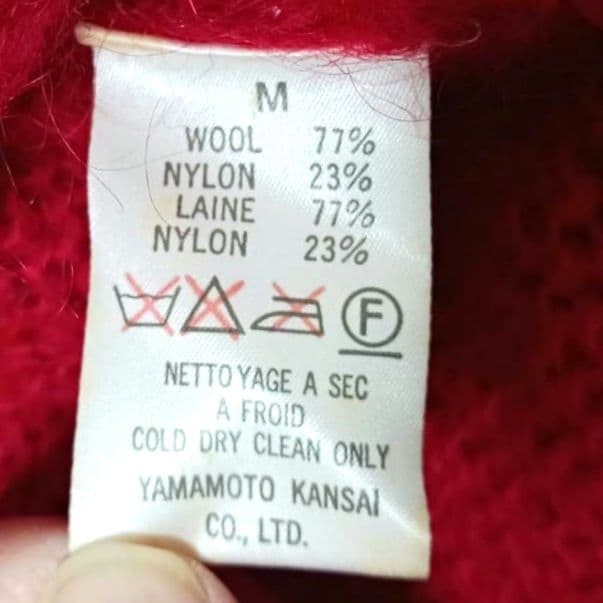 M
WOOL 77%
NYLON 23%
LAINE 77%
NYLON 23%
F
NETTOYAGE A SEC
A FROID
COLD DRY CLEAN ONLY
YAMAMOTO KANSAI
CO., LTD.